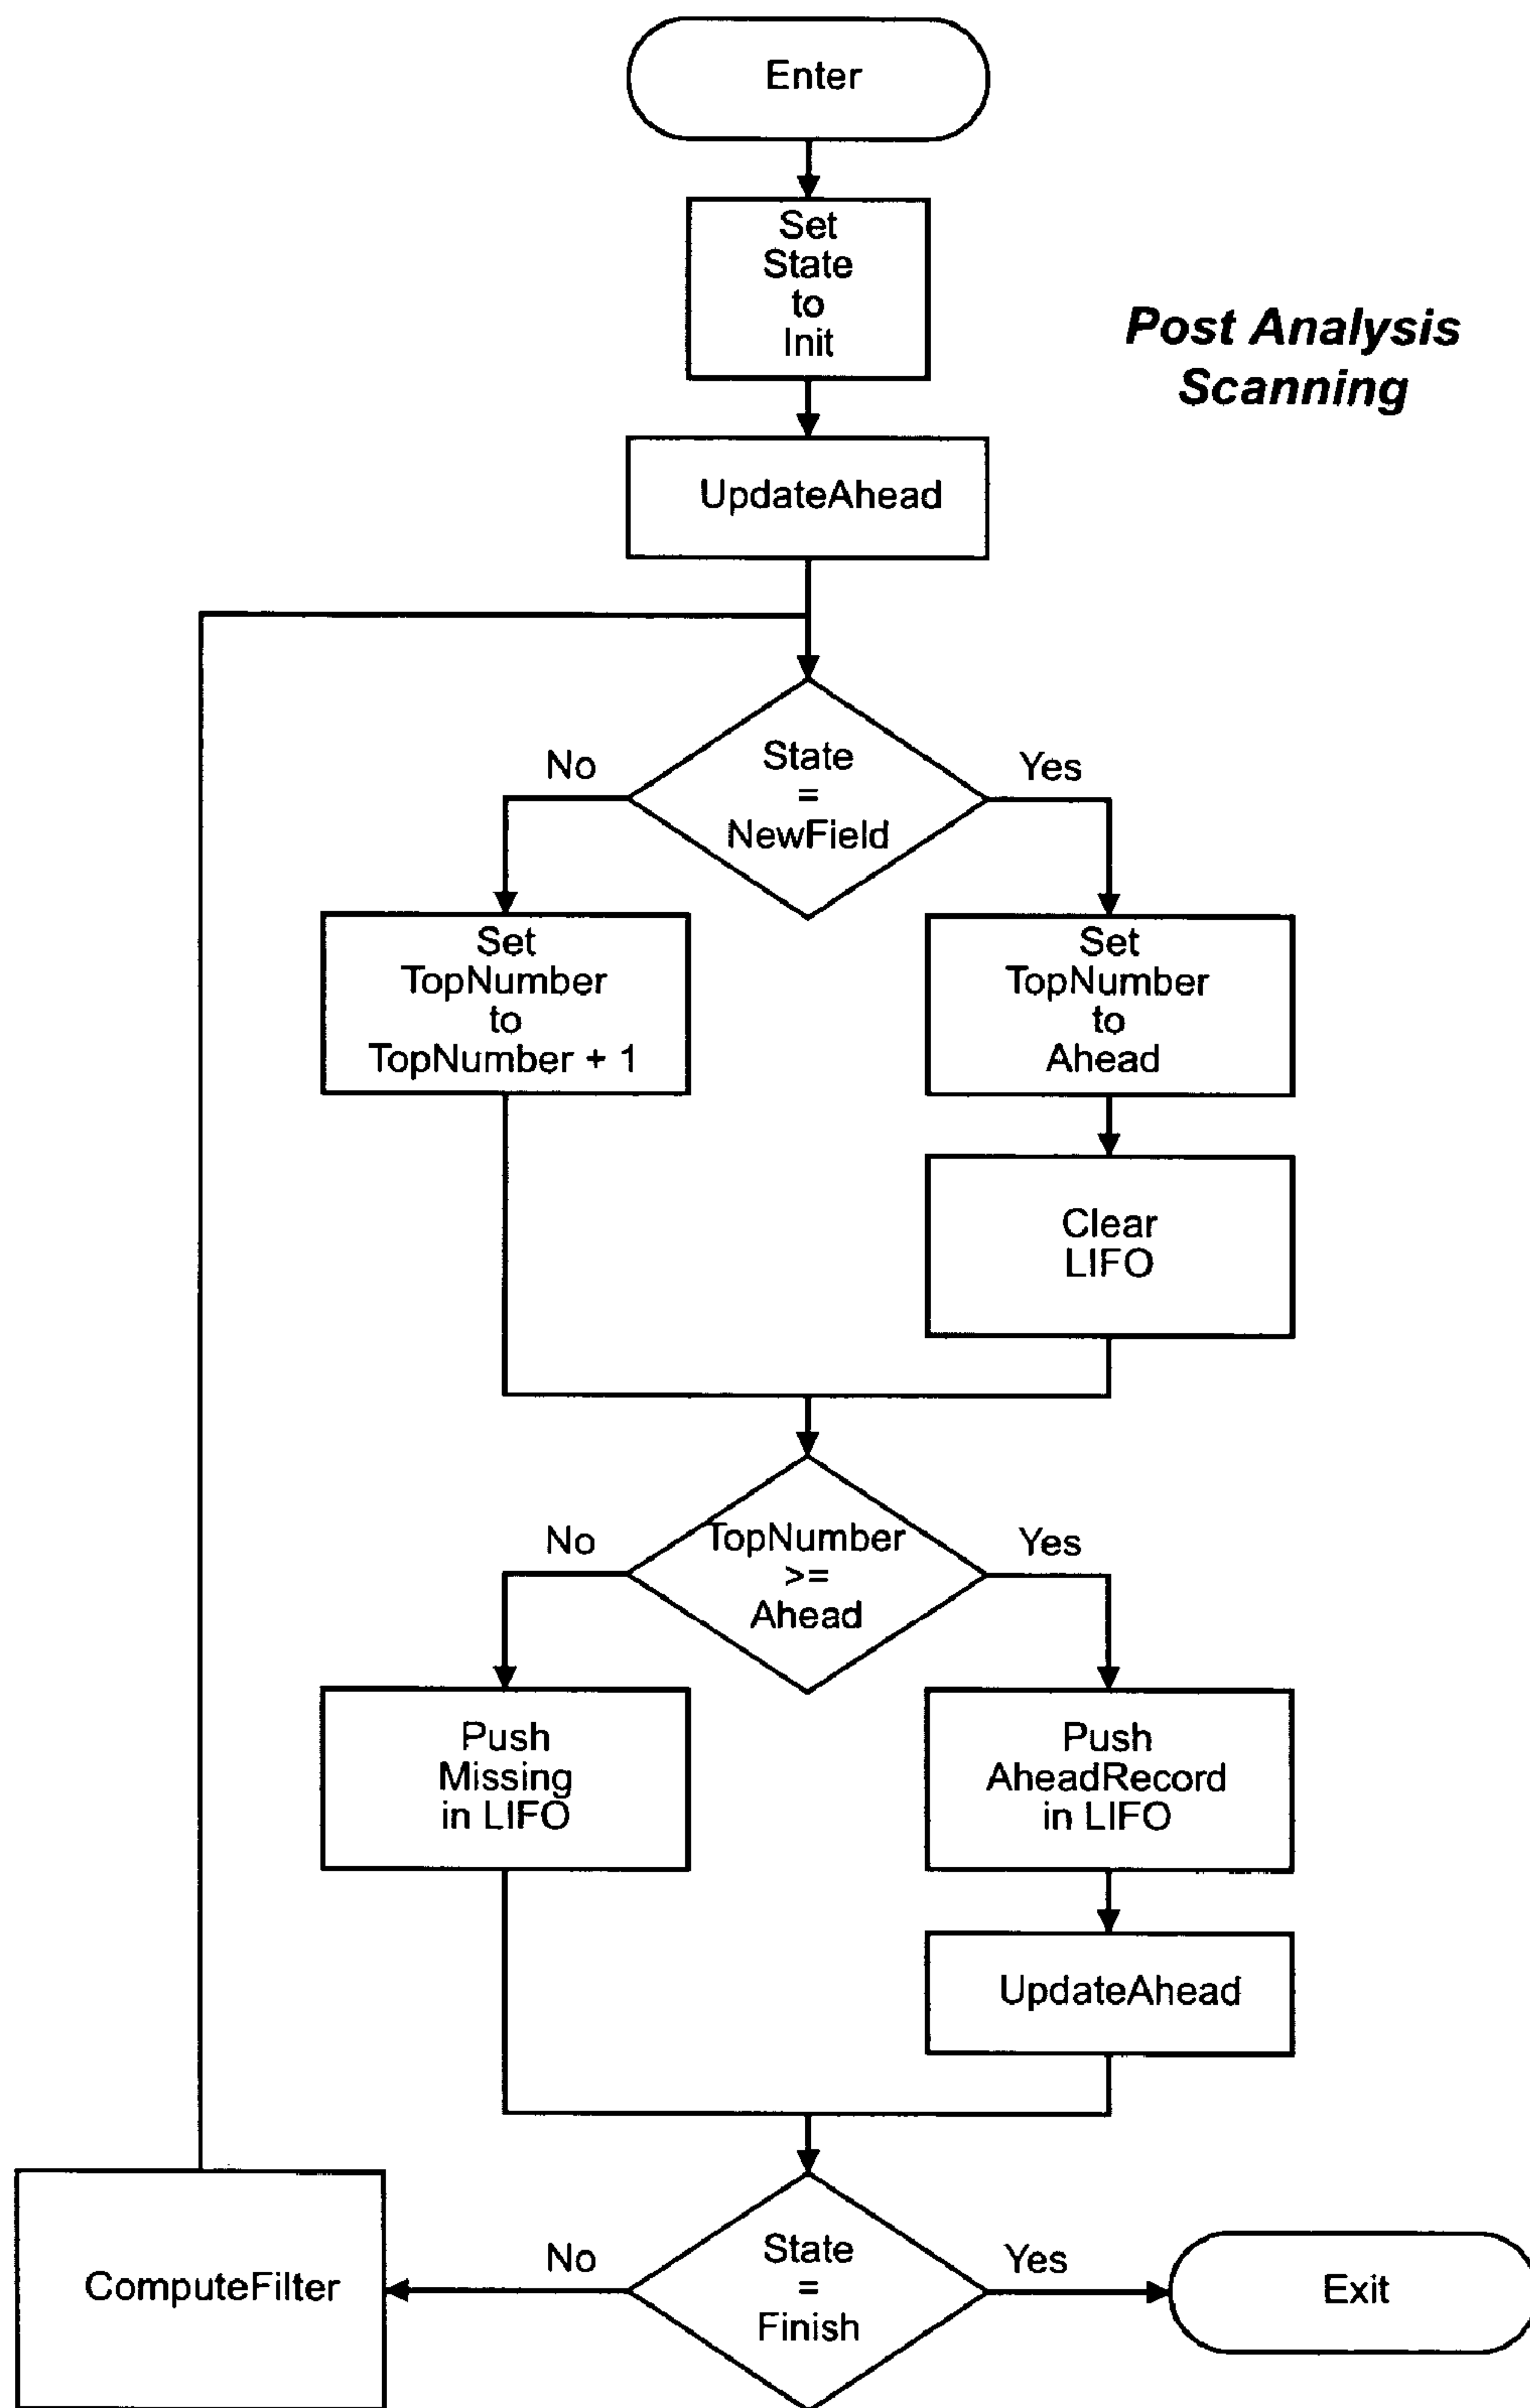 Enter
Set
State
to
Init
Post Analysis
Scanning
UpdateAhead
No
State
=
NewField
Yes
Set
TopNumber
to
TopNumber + 1
Set
TopNumber
to
Ahead
Clear
LIFO
No
TopNumber
>=
Ahead
Yes
Push
Missing
in LIFO
Push
AheadRecord
in LIFO
UpdateAhead
ComputeFilter
No
State
=
Finish
Yes
Exit